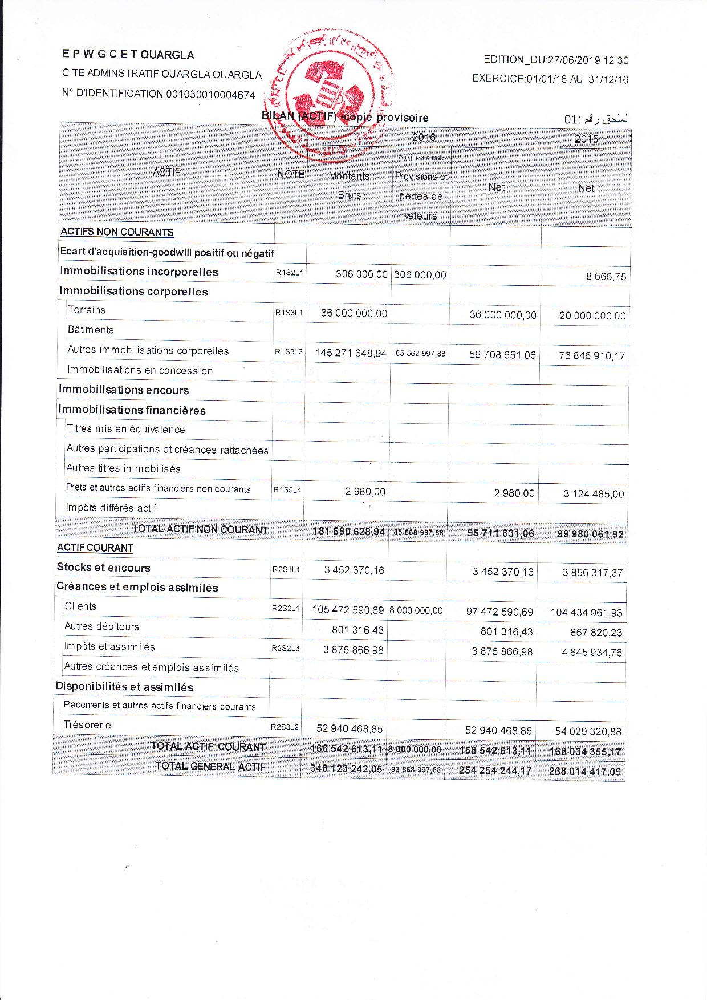 E P W G C E T OUARGLA
CITE ADMINSTRATIF OUARGLA OUARGLA
N° D'IDENTIFICATION:001030010004674
EDITION_DU:27/06/2019 12:30
EXERCICE:01/01/16 AU 31/12/16
BILAN (ACTIF) -copie provisoire
الملحق رقم :01
2016 2015
ACTIF NOTE Montants Bruts Amortissements Provisions et pertes de valeurs Net Net
ACTIFS NON COURANTS
Ecart d'acquisition-goodwill positif ou négatif
Immobilisations incorporelles R1S2L1 306 000,00 306 000,00 8 666,75
Immobilisations corporelles
Terrains R1S3L1 36 000 000,00 36 000 000,00 20 000 000,00
Bâtiments
Autres immobilisations corporelles R1S3L3 145 271 648,94 85 562 997,88 59 708 651,06 76 846 910,17
Immobilisations en concession
Immobilisations encours
Immobilisations financières
Titres mis en équivalence
Autres participations et créances rattachées
Autres titres immobilisés
Prêts et autres actifs financiers non courants R1S5L4 2 980,00 2 980,00 3 124 485,00
Impôts différés actif
TOTAL ACTIF NON COURANT 181 580 628,94 85 868 997,88 95 711 631,06 99 980 061,92
ACTIF COURANT
Stocks et encours R2S1L1 3 452 370,16 3 452 370,16 3 856 317,37
Créances et emplois assimilés
Clients R2S2L1 105 472 590,69 8 000 000,00 97 472 590,69 104 434 961,93
Autres débiteurs 801 316,43 801 316,43 867 820,23
Impôts et assimilés R2S2L3 3 875 866,98 3 875 866,98 4 845 934,76
Autres créances et emplois assimilés
Disponibilités et assimilés
Placements et autres actifs financiers courants
Trésorerie R2S3L2 52 940 468,85 52 940 468,85 54 029 320,88
TOTAL ACTIF COURANT 166 542 613,11 8 000 000,00 158 542 613,11 168 034 355,17
TOTAL GENERAL ACTIF 348 123 242,05 93 868 997,88 254 254 244,17 268 014 417,09